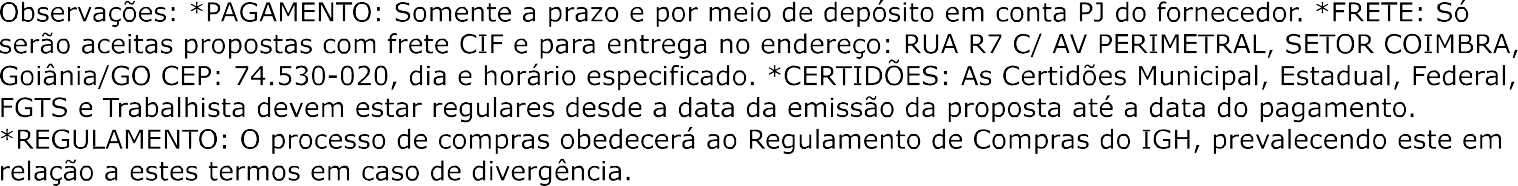 Observações: *PAGAMENTO: Somente a prazo e por meio de depósito em conta PJ do fornecedor. *FRETE: Só
serão aceitas propostas com frete CIF e para entrega no endereço: RUA R7 C/ AV PERIMETRAL, SETOR COIMBRA,
Goiânia/GO CEP: 74.530-020, dia e horário especificado. *CERTIDÕES: As Certidões Municipal, Estadual, Federal,
FGTS e Trabalhista devem estar regulares desde a data da emissão da proposta até a data do pagamento.
*REGULAMENTO: O processo de compras obedecerá ao Regulamento de Compras do IGH, prevalecendo este em
relação a estes termos em caso de divergência.